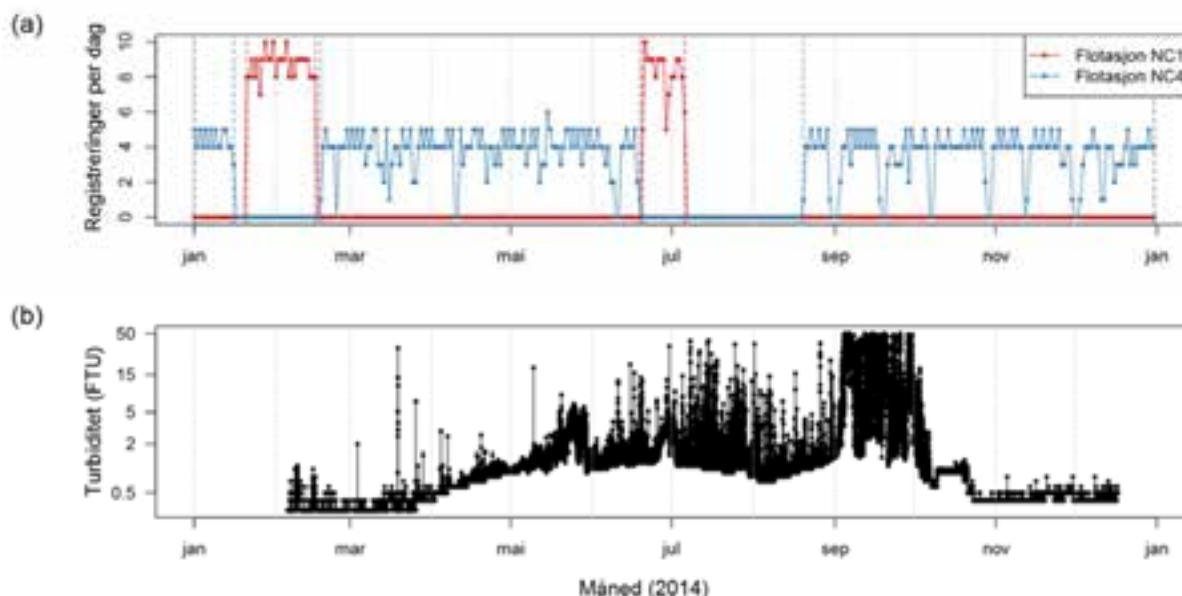 (a)
Registreringer per dag
10
8
6
4
2
0
Flotasjon NC1
Flotasjon NC4
jan mar mai jul sep nov jan
(b)
Turbiditet (FTU)
50
15
5
2
0.5
jan mar mai jul sep nov jan
Måned (2014)